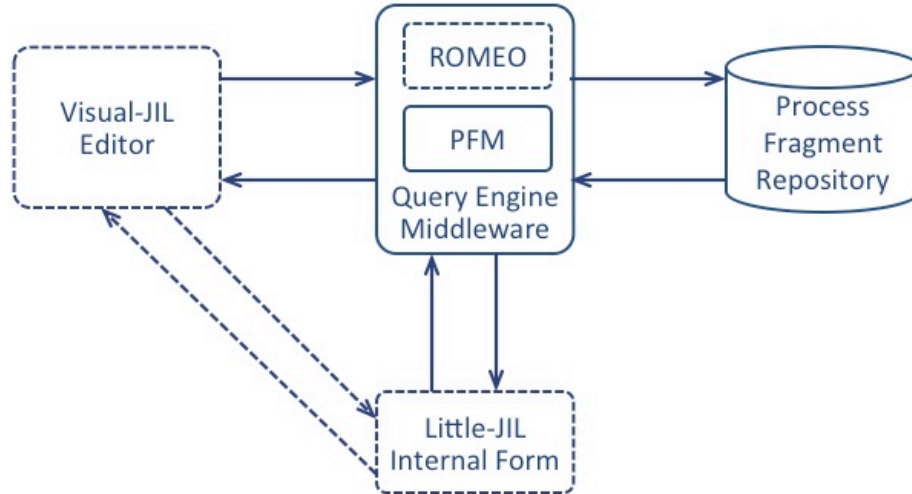 ROMEO
Visual-JIL
Editor
PFM
Process
Fragment
Repository
Query Engine
Middleware
Little-JIL
Internal Form